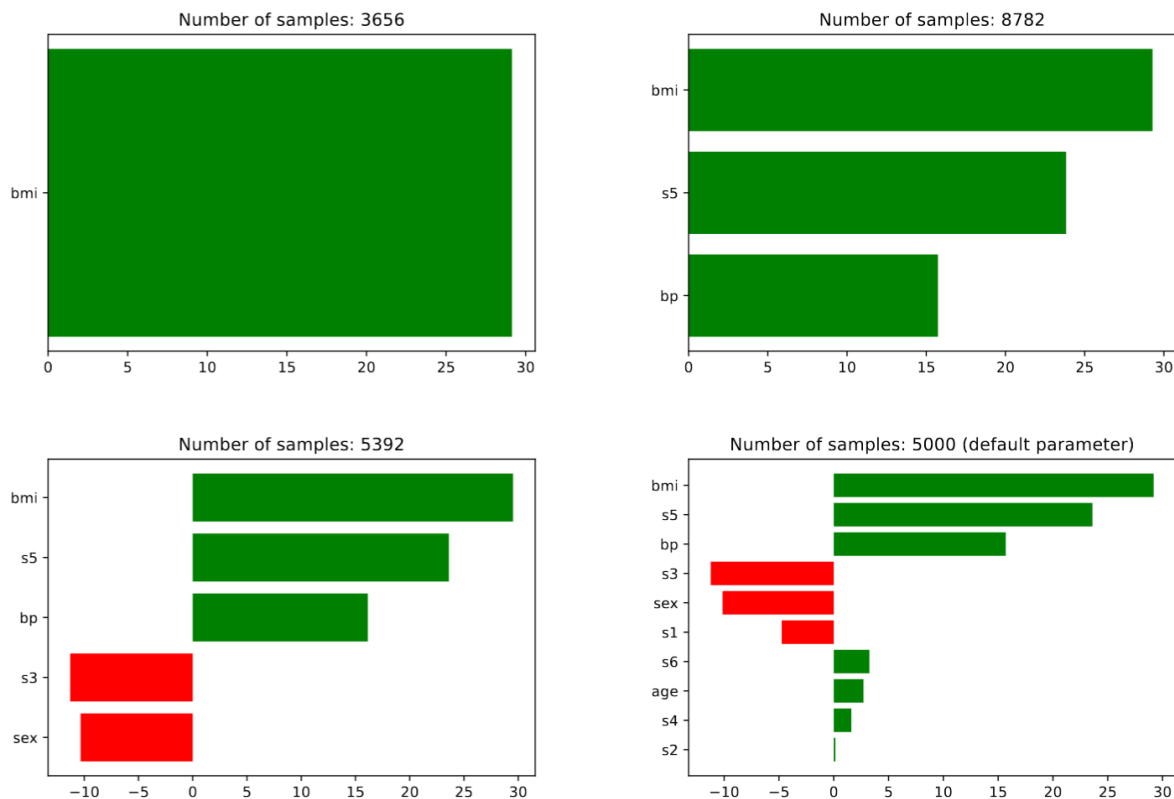 Number of samples: 3656
bmi
0 5 10 15 20 25 30
Number of samples: 8782
bmi
s5
bp
0 5 10 15 20 25 30
Number of samples: 5392
bmi
s5
bp
s3
sex
−10 −5 0 5 10 15 20 25 30
Number of samples: 5000 (default parameter)
bmi
s5
bp
s3
sex
s1
s6
age
s4
s2
−10 −5 0 5 10 15 20 25 30